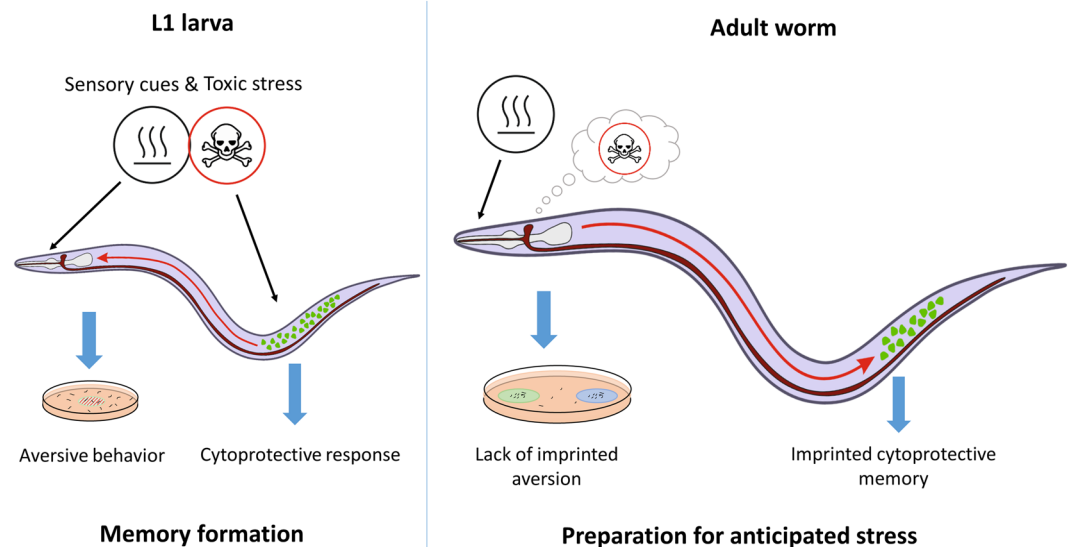 L1 larva
Sensory cues & Toxic stress
Aversive behavior
Cytoprotective response
Memory formation
Adult worm
Lack of imprinted
aversion
Imprinted cytoprotective
memory
Preparation for anticipated stress